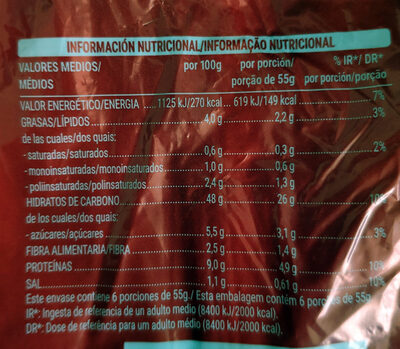 INFORMACIÓN NUTRICIONAL/INFORMAÇÃO NUTRICIONAL
VALORES MEDIOS/ MÉDIOS por 100g por porción/ porção de 55g % IR*/ DR* por porción/porção
VALOR ENERGÉTICO/ENERGIA .... 1125 kJ/270 kcal... 619 kJ/149 kcal 7%
GRASAS/LÍPIDOS 4,0 g 2,2 g 3%
de las cuales/dos quais:
- saturadas/saturados 0,6 g 0,3 g 2%
- monoinsaturadas/monoinsaturados 1,0 g 0,6 g
- poliinsaturadas/polinsaturados 2,4 g 1,3 g
HIDRATOS DE CARBONO 48 g 26 g 10%
de los cuales/dos quais:
- azúcares/açúcares 5,5 g 3,1 g 3%
FIBRA ALIMENTARIA/FIBRA 2,5 g 1,4 g
PROTEÍNAS 9,0 g 4,9 g 10%
SAL 1,1 g 0,61 g 10%
Este envase contiene 6 porciones de 55g./ Esta embalagem contém 6 porções de 55g.
IR*: Ingesta de referencia de un adulto medio (8400 kJ/2000 kcal).
DR*: Dose de referência para um adulto médio (8400 kJ/2000 kcal).